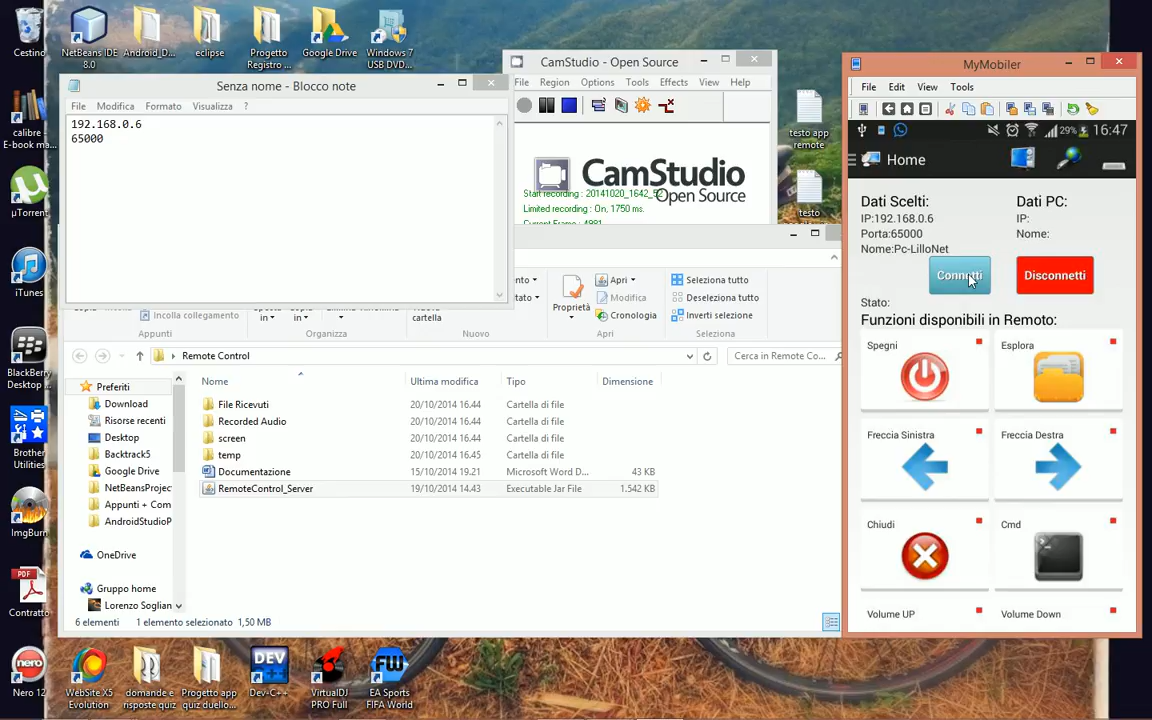 Cestino
NetBeans IDE
8.0
Android_D...
eclipse
Progetto
Registro ...
Google Drive
Windows 7
USB DVD...
calibre
E-book ma...
µTorrent
iTunes
BlackBerry
Desktop ...
Brother
Utilities
ImgBurn
Contratto
Nero 12
Senza nome - Blocco note
File Modifica Formato Visualizza ?
192.168.0.6
65000
CamStudio - Open Source
File Region Options Tools Effects View Help
CamStudio
Open Source
Limited recording : On, 1750 ms.
testo app
remote
testo
Incolla collegamento
Appunti
Organizza
cartella
Nuovo
Proprietà
Apri
Modifica
Cronologia
Apri
Seleziona tutto
Deseleziona tutto
Inverti selezione
Seleziona
Remote Control
Cerca in Remote Co...
Preferiti
Download
Risorse recenti
Desktop
Backtrack5
Google Drive
NetBeansProjec
Appunti + Com
AndroidStudioP
OneDrive
Gruppo home
Lorenzo Soglian
Nome Ultima modifica Tipo Dimensione
File Ricevuti 20/10/2014 16.44 Cartella di file
Recorded Audio 20/10/2014 16.44 Cartella di file
screen 20/10/2014 16.44 Cartella di file
temp 20/10/2014 16.45 Cartella di file
Documentazione 15/10/2014 19.21 Microsoft Word D... 43 KB
RemoteControl_Server 19/10/2014 14.43 Executable Jar File 1.542 KB
6 elementi 1 elemento selezionato 1,50 MB
MyMobiler
File Edit View Tools
29% 16:47
Home
Dati Scelti:
IP:192.168.0.6
Porta:65000
Nome:Pc-LilloNet
Dati PC:
IP:
Nome:
Disconnetti
Stato:
Funzioni disponibili in Remoto:
Spegni
Esplora
Freccia Sinistra
Freccia Destra
Chiudi
Cmd
Volume UP
Volume Down
WebSite X5
Evolution
domande e
risposte quiz
Progetto app
quiz duello...
DEV
Dev-C++
VirtualDJ
PRO Full
FW
EA Sports
FIFA World